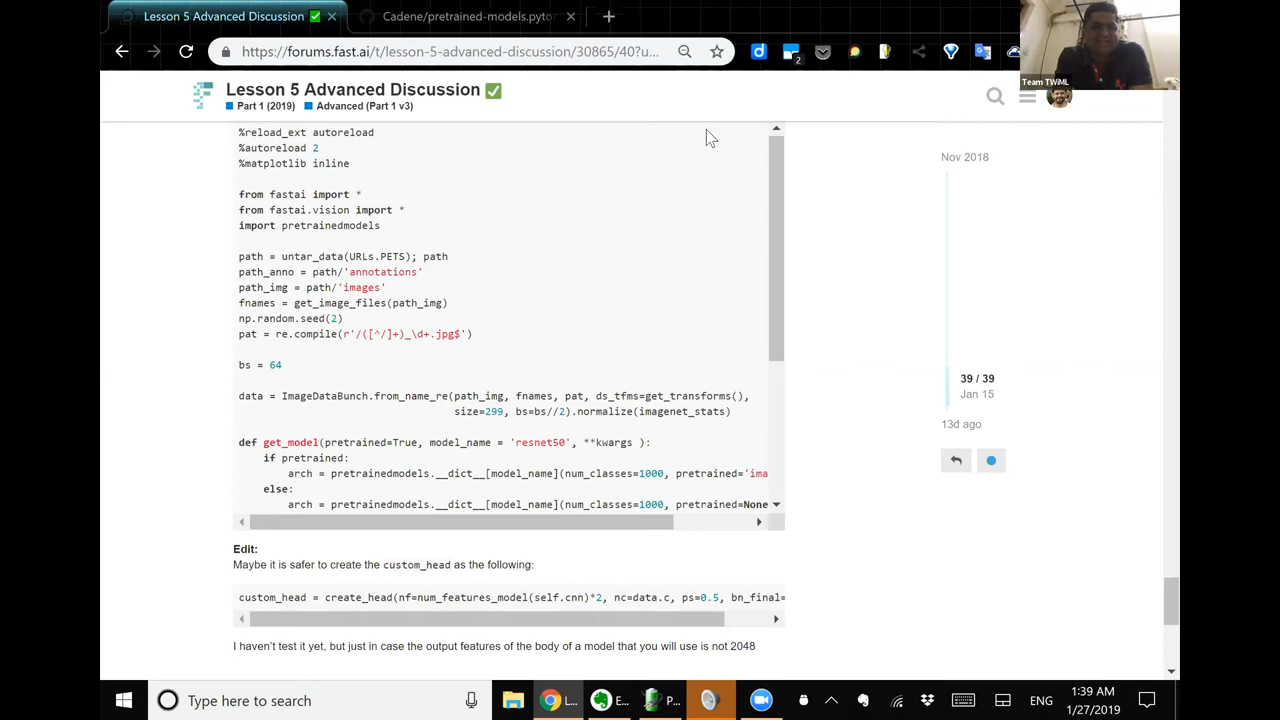 Lesson 5 Advanced Discussion ✅
Cadene/pretrained-models.pyto
https://forums.fast.ai/t/lesson-5-advanced-discussion/30865/40?u...
2
Team TWiML
Lesson 5 Advanced Discussion ✅
Part 1 (2019) Advanced (Part 1 v3)
%reload_ext autoreload
%autoreload 2
%matplotlib inline
from fastai import *
from fastai.vision import *
import pretrainedmodels
path = untar_data(URLs.PETS); path
path_anno = path/'annotations'
path_img = path/'images'
fnames = get_image_files(path_img)
np.random.seed(2)
pat = re.compile(r'/([^/]+)_\d+.jpg$')
bs = 64
data = ImageDataBunch.from_name_re(path_img, fnames, pat, ds_tfms=get_transforms(),
size=299, bs=bs//2).normalize(imagenet_stats)
def get_model(pretrained=True, model_name = 'resnet50', **kwargs ):
if pretrained:
arch = pretrainedmodels.__dict__[model_name](num_classes=1000, pretrained='ima
else:
arch = pretrainedmodels.__dict__[model_name](num_classes=1000, pretrained=None
Edit:
Maybe it is safer to create the custom_head as the following:
custom_head = create_head(nf=num_features_model(self.cnn)*2, nc=data.c, ps=0.5, bn_final=
I haven't test it yet, but just in case the output features of the body of a model that you will use is not 2048
Nov 2018
39 / 39
Jan 15
13d ago
Type here to search
L...
E...
P...
ENG
1:39 AM
1/27/2019